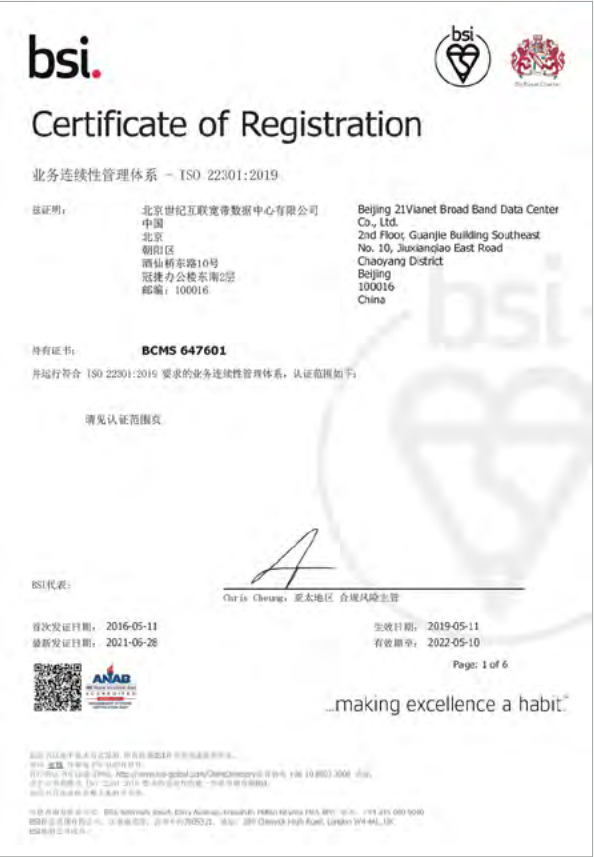 bsi.
bsi
Certificate of Registration
业务连续性管理体系 - ISO 22301:2019
兹证明:
北京世纪互联宽带数据中心有限公司
中国
北京
朝阳区
酒仙桥东路10号
冠捷办公楼东南2层
邮编: 100016
Beijing 21Vianet Broad Band Data Center
Co., Ltd.
2nd Floor, Guanjie Building Southeast
No. 10, Jiuxianqiao East Road
Chaoyang District
Beijing
100016
China
持有证书:
BCMS 647601
并运行符合 ISO 22301:2019 要求的业务连续性管理体系, 认证范围如下:
请见认证范围页
BSI代表:
Chris Cheung, 亚太地区 合规风险主管
首次发证日期: 2016-05-11
生效日期: 2019-05-11
最新发证日期: 2021-06-28
有效期至: 2022-05-10
Page: 1 of 6
ANAB
ACCREDITED
...making excellence a habit.™